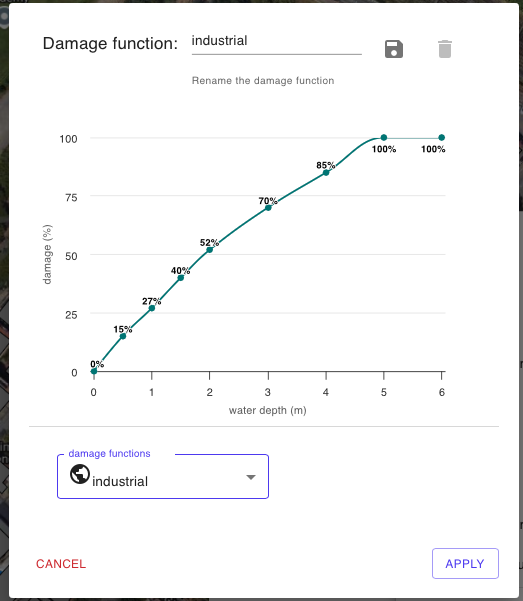 Damage function: industrial
Rename the damage function
100
75
50
25
0
damage (%)
0%
15%
27%
40%
52%
70%
85%
100%
100%
0 1 2 3 4 5 6
water depth (m)
damage functions
industrial
CANCEL APPLY